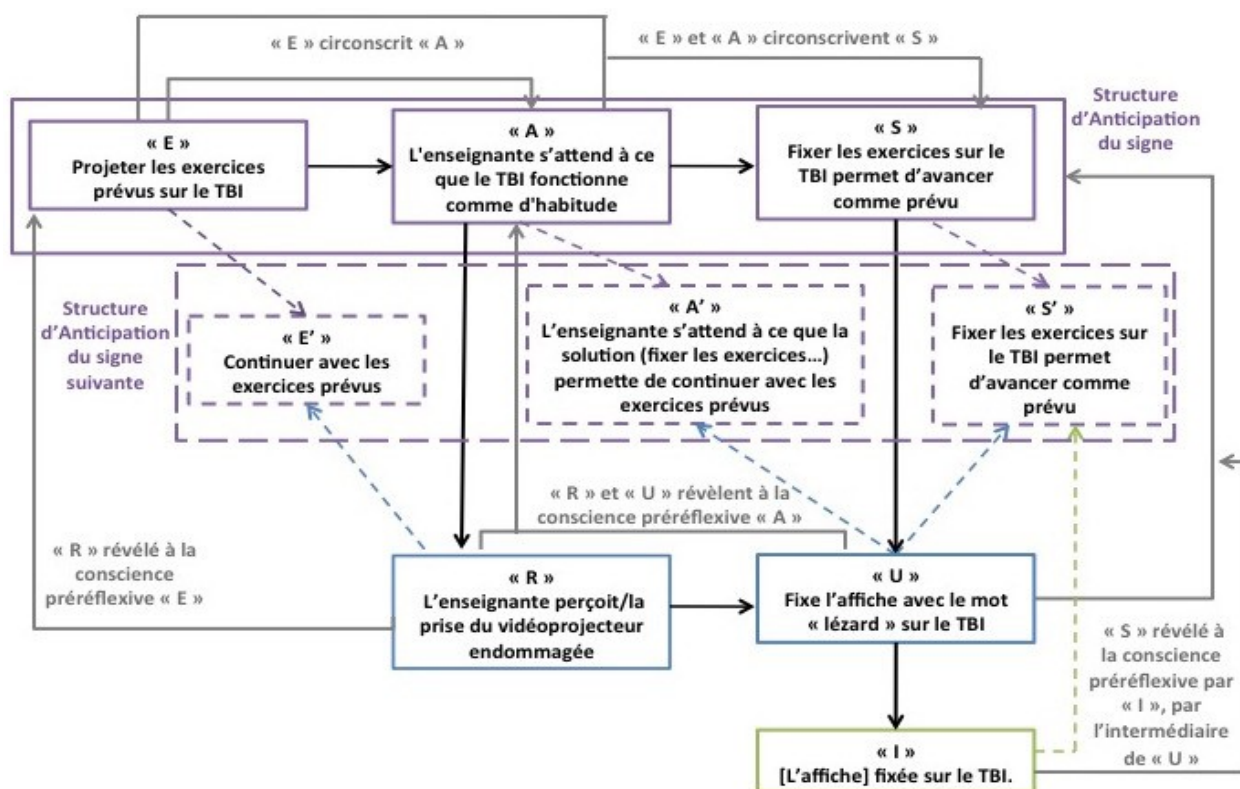 « E » circonscrit « A »
« E » et « A » circonscrivent « S »
Structure
d’Anticipation
du signe
« E »
Projeter les exercices
prévus sur le TBI
« A »
L'enseignante s’attend à ce
que le TBI fonctionne
comme d'habitude
« S »
Fixer les exercices sur le
TBI permet d’avancer
comme prévu
Structure
d’Anticipation
du signe
suivante
« E’ »
Continuer avec les
exercices prévus
« A’ »
L’enseignante s’attend à ce que la
solution (fixer les exercices…)
permette de continuer avec les
exercices prévus
« S’ »
Fixer les exercices sur
le TBI permet
d’avancer comme
prévu
« R » et « U » révèlent à la
conscience préréflexive « A »
« R » révélé à la
conscience
préréflexive « E »
« R »
L’enseignante perçoit/la
prise du vidéoprojecteur
endommagée
« U »
Fixe l’affiche avec le mot
« lézard » sur le TBI
« S » révélé à
la conscience
préréflexive par
« I », par
l’intermédiaire
de « U »
« I »
[L’affiche] fixée sur le TBI.